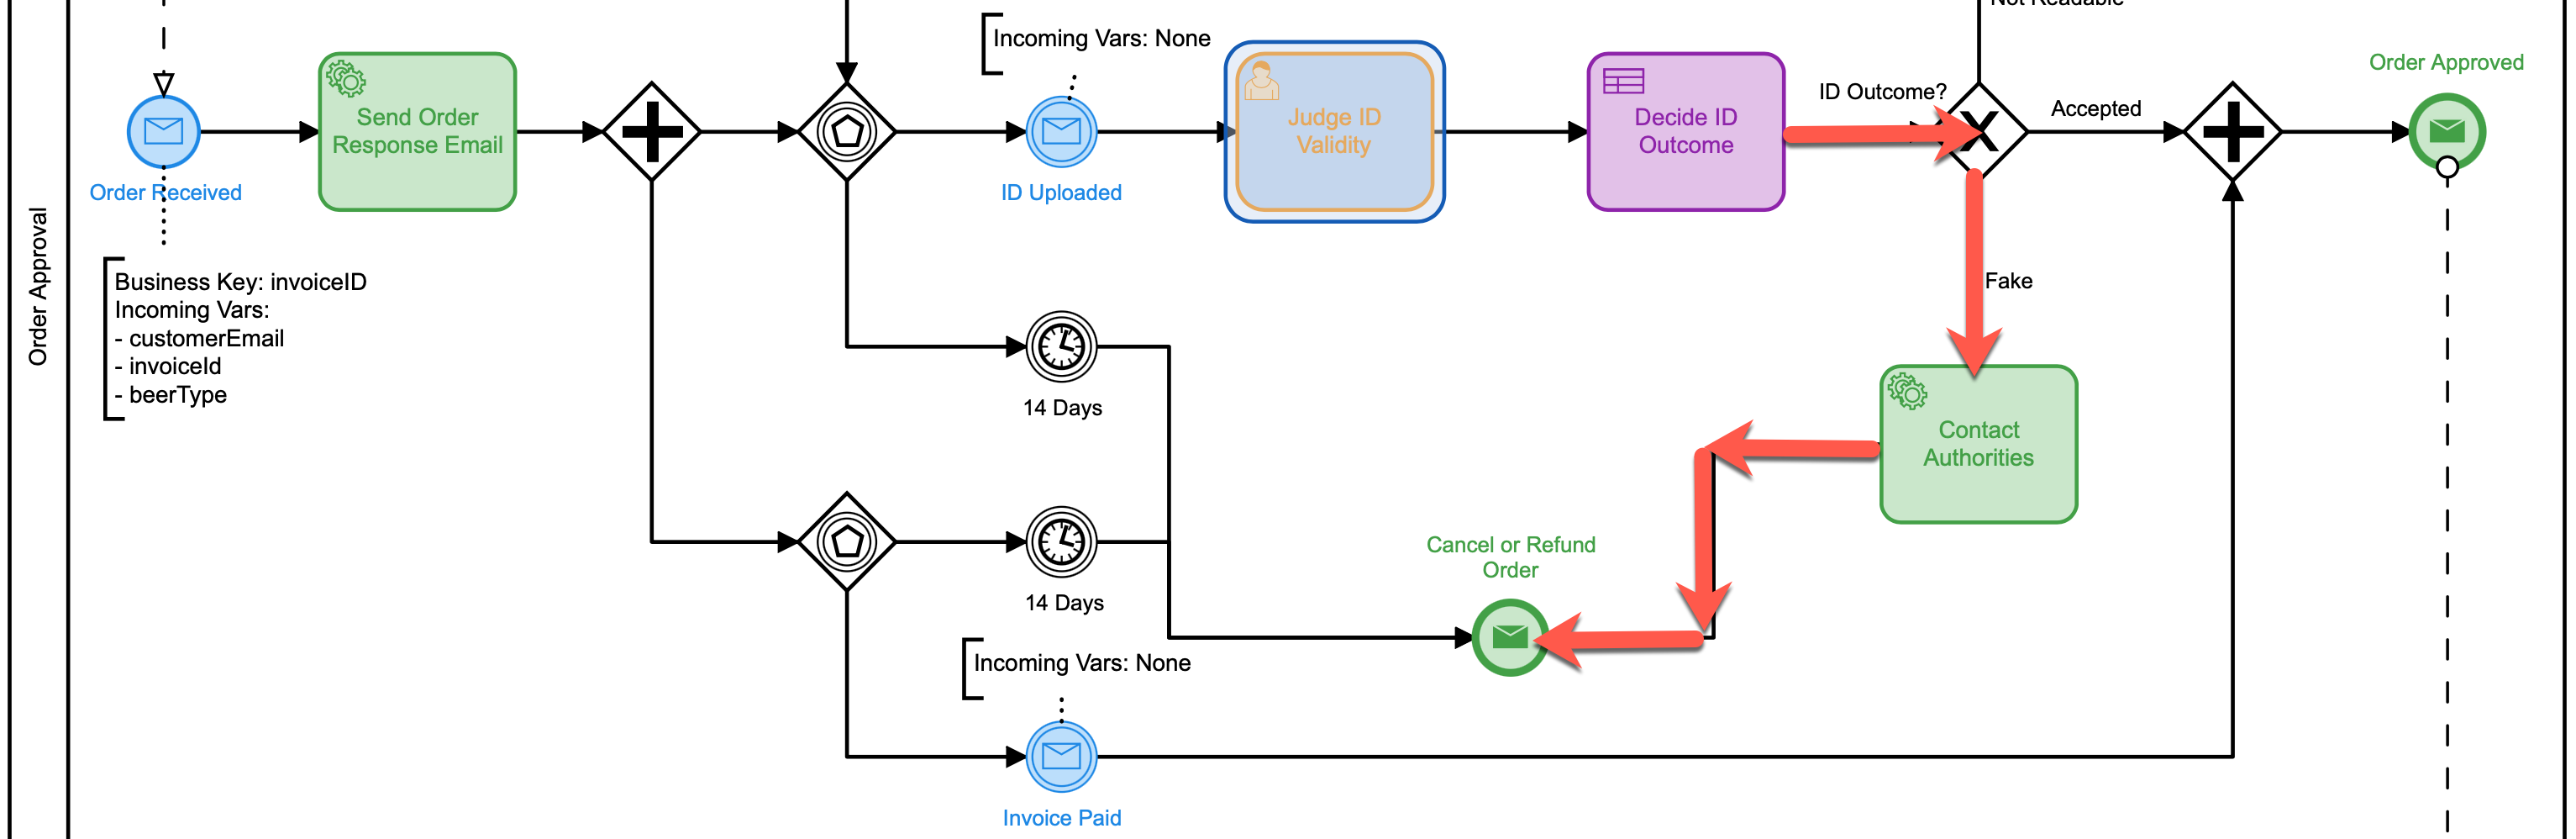 Not Readable
Incoming Vars: None
Order Approved
Send Order
Response Email
Judge ID
Validity
Decide ID
Outcome
ID Outcome?
Accepted
Order Received
ID Uploaded
Order Approval
Business Key: invoiceID
Incoming Vars:
- customerEmail
- invoiceId
- beerType
Fake
14 Days
Contact
Authorities
Cancel or Refund
Order
14 Days
Incoming Vars: None
Invoice Paid